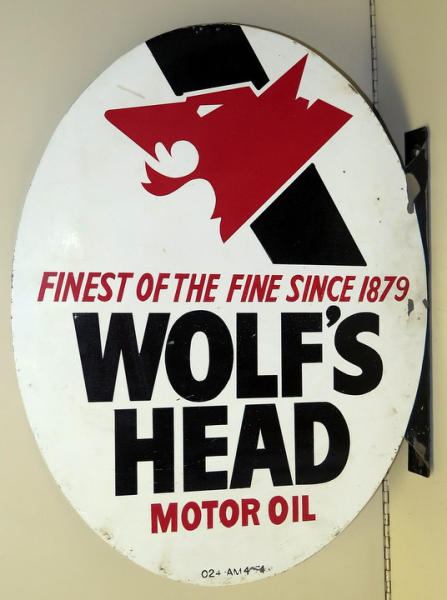 FINEST OF THE FINE SINCE 1879
WOLF'S
HEAD
MOTOR OIL